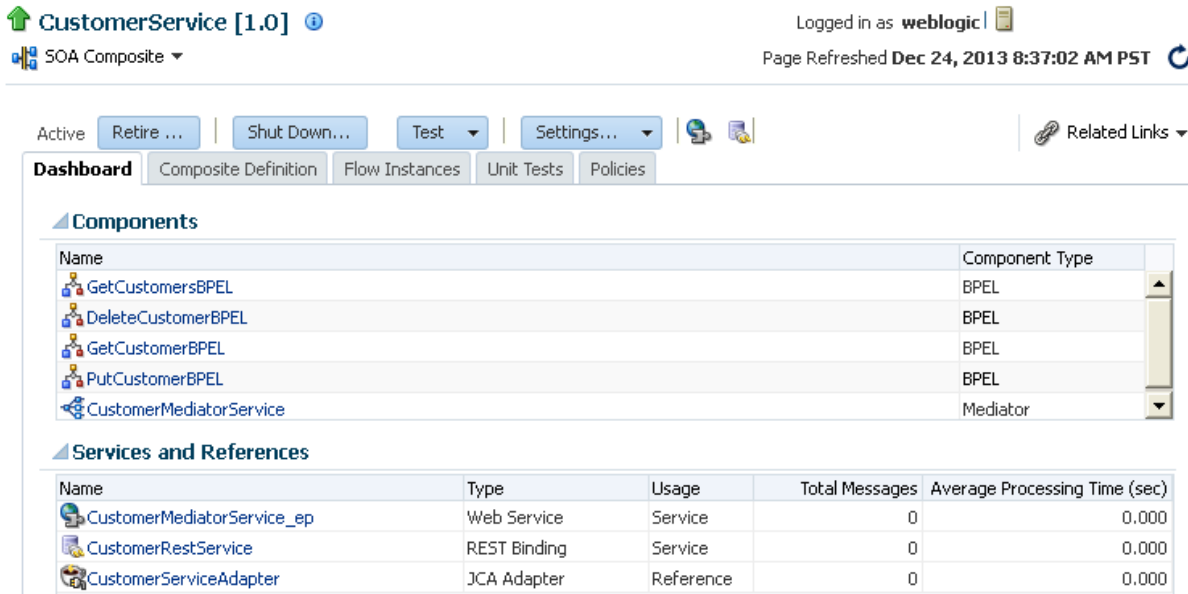 CustomerService [1.0]
Logged in as weblogic
SOA Composite
Page Refreshed Dec 24, 2013 8:37:02 AM PST
Active Retire ... Shut Down... Test Settings... Related Links
Dashboard Composite Definition Flow Instances Unit Tests Policies
Components
Name Component Type
GetCustomersBPEL BPEL
DeleteCustomerBPEL BPEL
GetCustomerBPEL BPEL
PutCustomerBPEL BPEL
CustomerMediatorService Mediator
Services and References
Name Type Usage Total Messages Average Processing Time (sec)
CustomerMediatorService_ep Web Service Service 0 0.000
CustomerRestService REST Binding Service 0 0.000
CustomerServiceAdapter JCA Adapter Reference 0 0.000